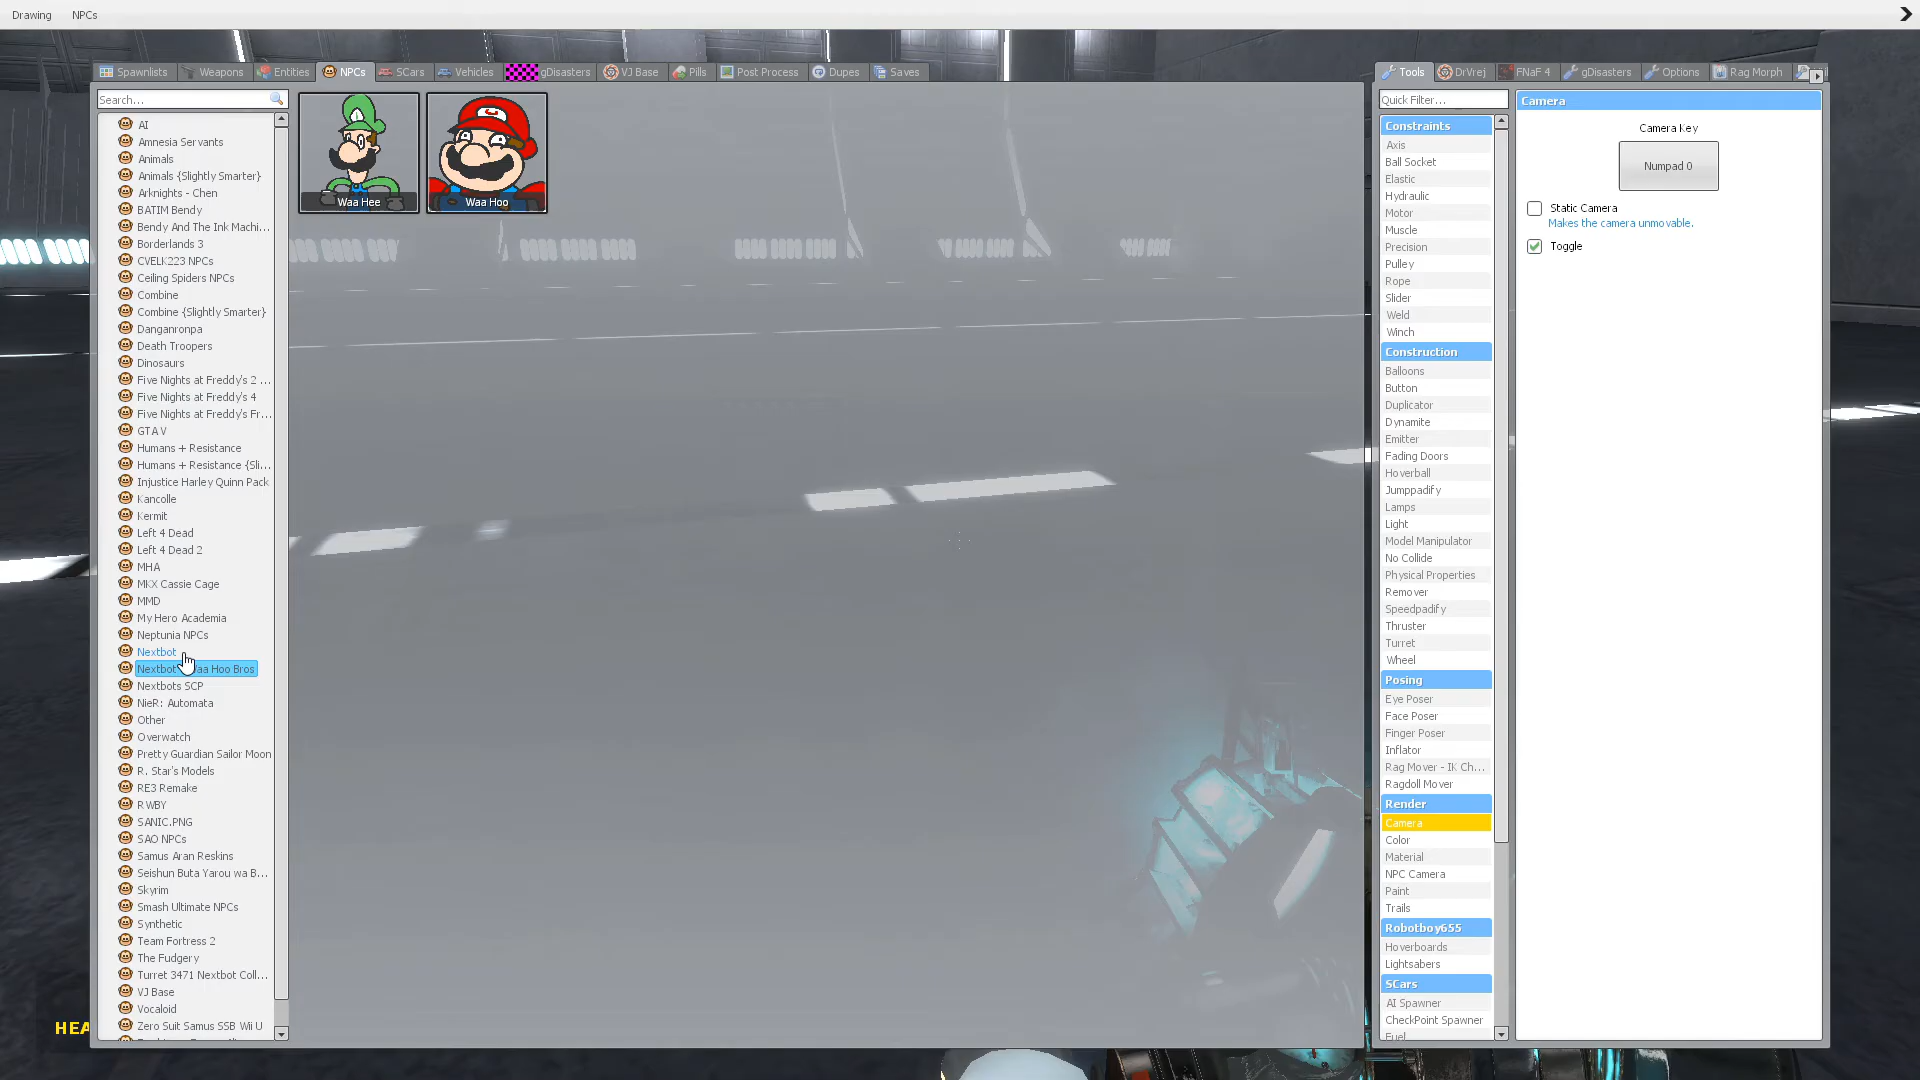 Drawing NPCs
Spawnlists Weapons Entities NPCs SCars Vehicles gDisasters VJ Base Pills Post Process Dupes Saves
Search...
AI
Amnesia Servants
Animals
Animals {Slightly Smarter}
Arknights - Chen
BATIM Bendy
Bendy And The Ink Machi...
Borderlands 3
CVELK223 NPCs
Ceiling Spiders NPCs
Combine
Combine {Slightly Smarter}
Danganronpa
Death Troopers
Dinosaurs
Five Nights at Freddy's 2 ...
Five Nights at Freddy's 4
Five Nights at Freddy's Fr...
GTA V
Humans + Resistance
Humans + Resistance {Sli...
Injustice Harley Quinn Pack
Kancolle
Kermit
Left 4 Dead
Left 4 Dead 2
MHA
MKX Cassie Cage
MMD
My Hero Academia
Neptunia NPCs
Nextbot
Nextbot aa Hoo Bros
Nextbots SCP
NieR: Automata
Other
Overwatch
Pretty Guardian Sailor Moon
R. Star's Models
RE3 Remake
RWBY
SANIC.PNG
SAO NPCs
Samus Aran Reskins
Seishun Buta Yarou wa B...
Skyrim
Smash Ultimate NPCs
Synthetic
Team Fortress 2
The Fudgery
Turret 3471 Nextbot Coll...
VJ Base
Vocaloid
Zero Suit Samus SSB Wii U
Waa Hee
Waa Hoo
HEA
Tools DrVrej FNaF 4 gDisasters Options Rag Morph
Quick Filter...
Constraints
Axis
Ball Socket
Elastic
Hydraulic
Motor
Muscle
Precision
Pulley
Rope
Slider
Weld
Winch
Construction
Balloons
Button
Duplicator
Dynamite
Emitter
Fading Doors
Hoverball
Jumppadify
Lamps
Light
Model Manipulator
No Collide
Physical Properties
Remover
Speedpadify
Thruster
Turret
Wheel
Posing
Eye Poser
Face Poser
Finger Poser
Inflator
Rag Mover - Ik Ch...
Ragdoll Mover
Render
Camera
Color
Material
NPC Camera
Paint
Trails
Robotboy655
Hoverboards
Lightsabers
SCars
AI Spawner
CheckPoint Spawner
Fuel
Camera
Camera Key
Numpad 0
Static Camera
Makes the camera unmovable.
Toggle